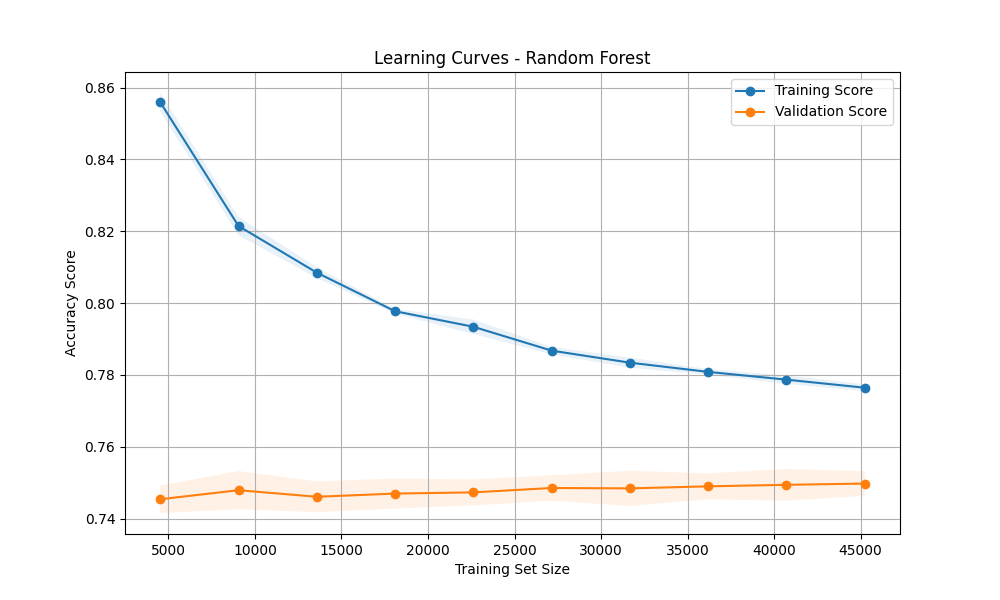 Learning Curves - Random Forest
Training Score
Validation Score
Accuracy Score
0.86
0.84
0.82
0.80
0.78
0.76
0.74
5000 10000 15000 20000 25000 30000 35000 40000 45000
Training Set Size